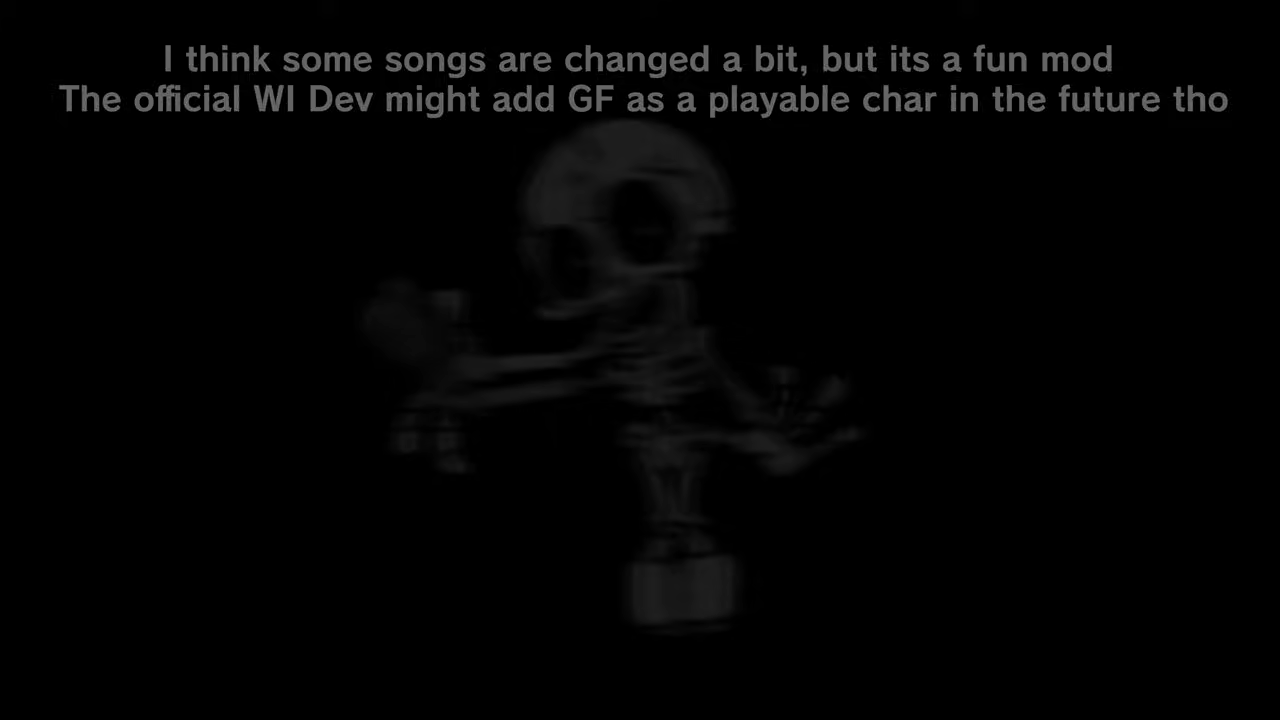 I think some songs are changed a bit, but its a fun mod
The official WI Dev might add GF as a playable char in the future tho